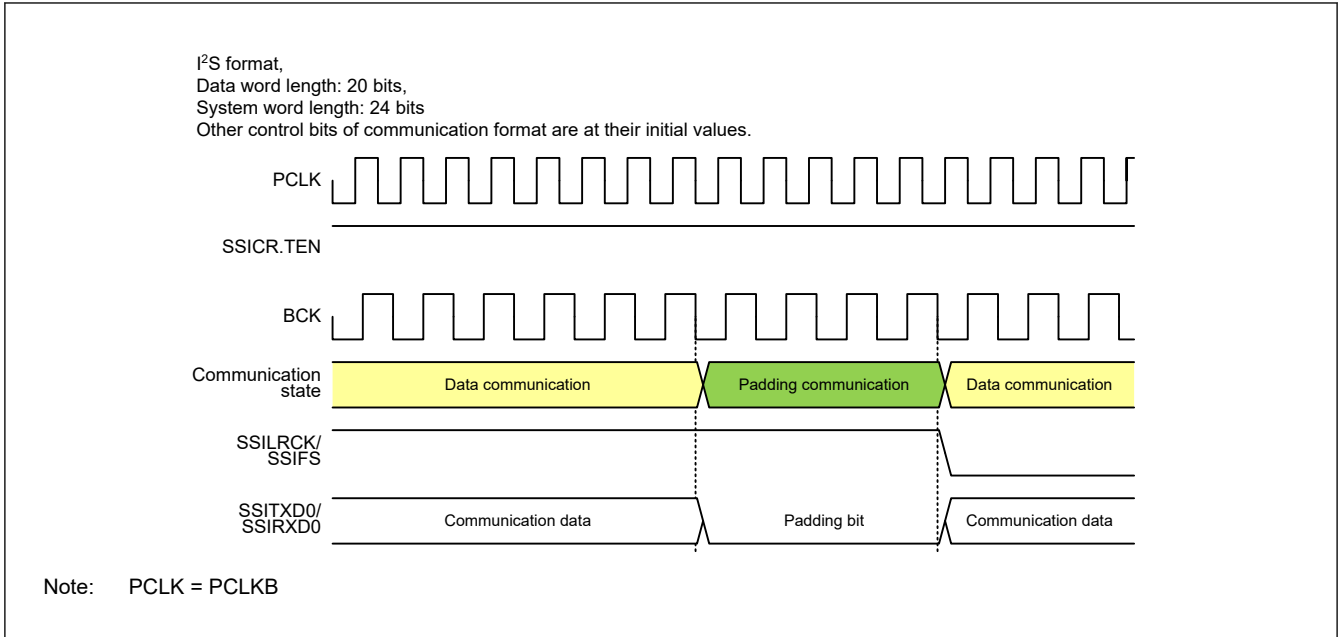 I²S format,
Data word length: 20 bits,
System word length: 24 bits
Other control bits of communication format are at their initial values.
PCLK
SSICR.TEN
BCK
Communication
state
Data communication
Padding communication
Data communication
SSILRCK/
SSIFS
SSITXD0/
SSIRXD0
Communication data
Padding bit
Communication data
Note: PCLK = PCLKB